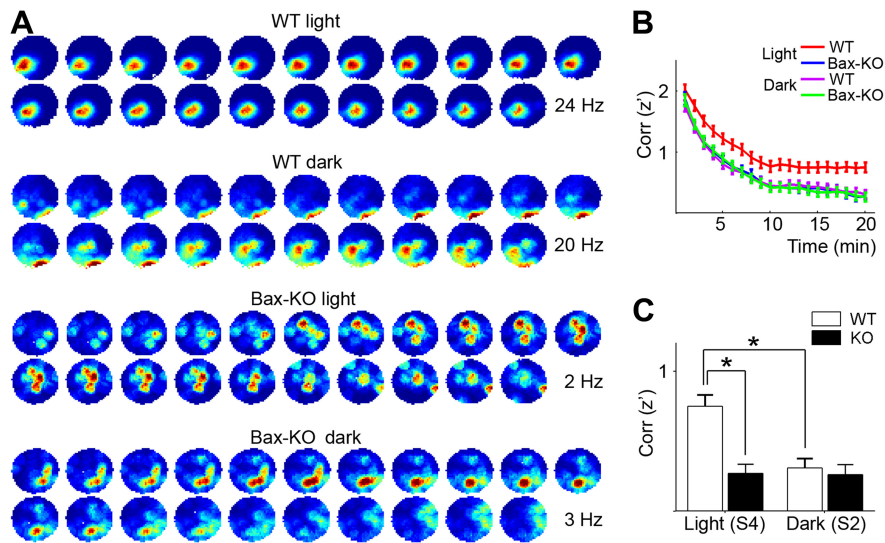 A
WT light
24 Hz
WT dark
20 Hz
Bax-KO light
2 Hz
Bax-KO dark
3 Hz
B
Light
WT
Bax-KO
Dark
WT
Bax-KO
Corr (z')
2
1
5 10 15 20
Time (min)
C
WT
KO
* *
Corr (z')
1
Light (S4) Dark (S2)